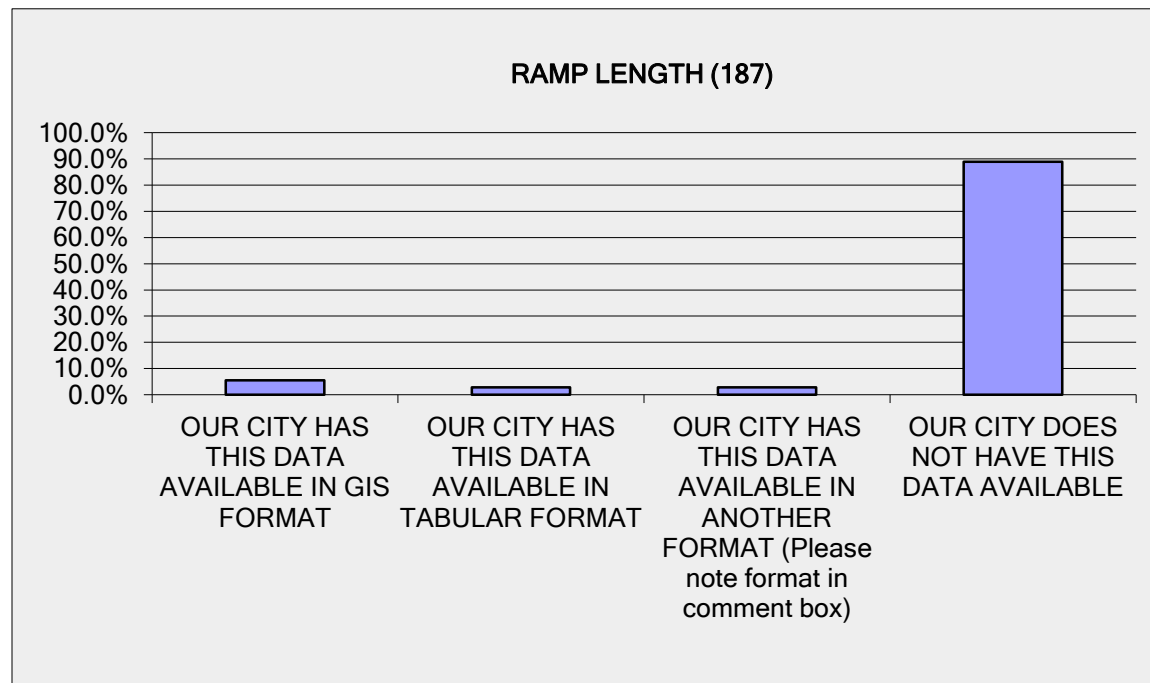 RAMP LENGTH (187)
100.0%
90.0%
80.0%
70.0%
60.0%
50.0%
40.0%
30.0%
20.0%
10.0%
0.0%
OUR CITY HAS
THIS DATA
AVAILABLE IN GIS
FORMAT
OUR CITY HAS
THIS DATA
AVAILABLE IN
TABULAR FORMAT
OUR CITY HAS
THIS DATA
AVAILABLE IN
ANOTHER
FORMAT (Please
note format in
comment box)
OUR CITY DOES
NOT HAVE THIS
DATA AVAILABLE